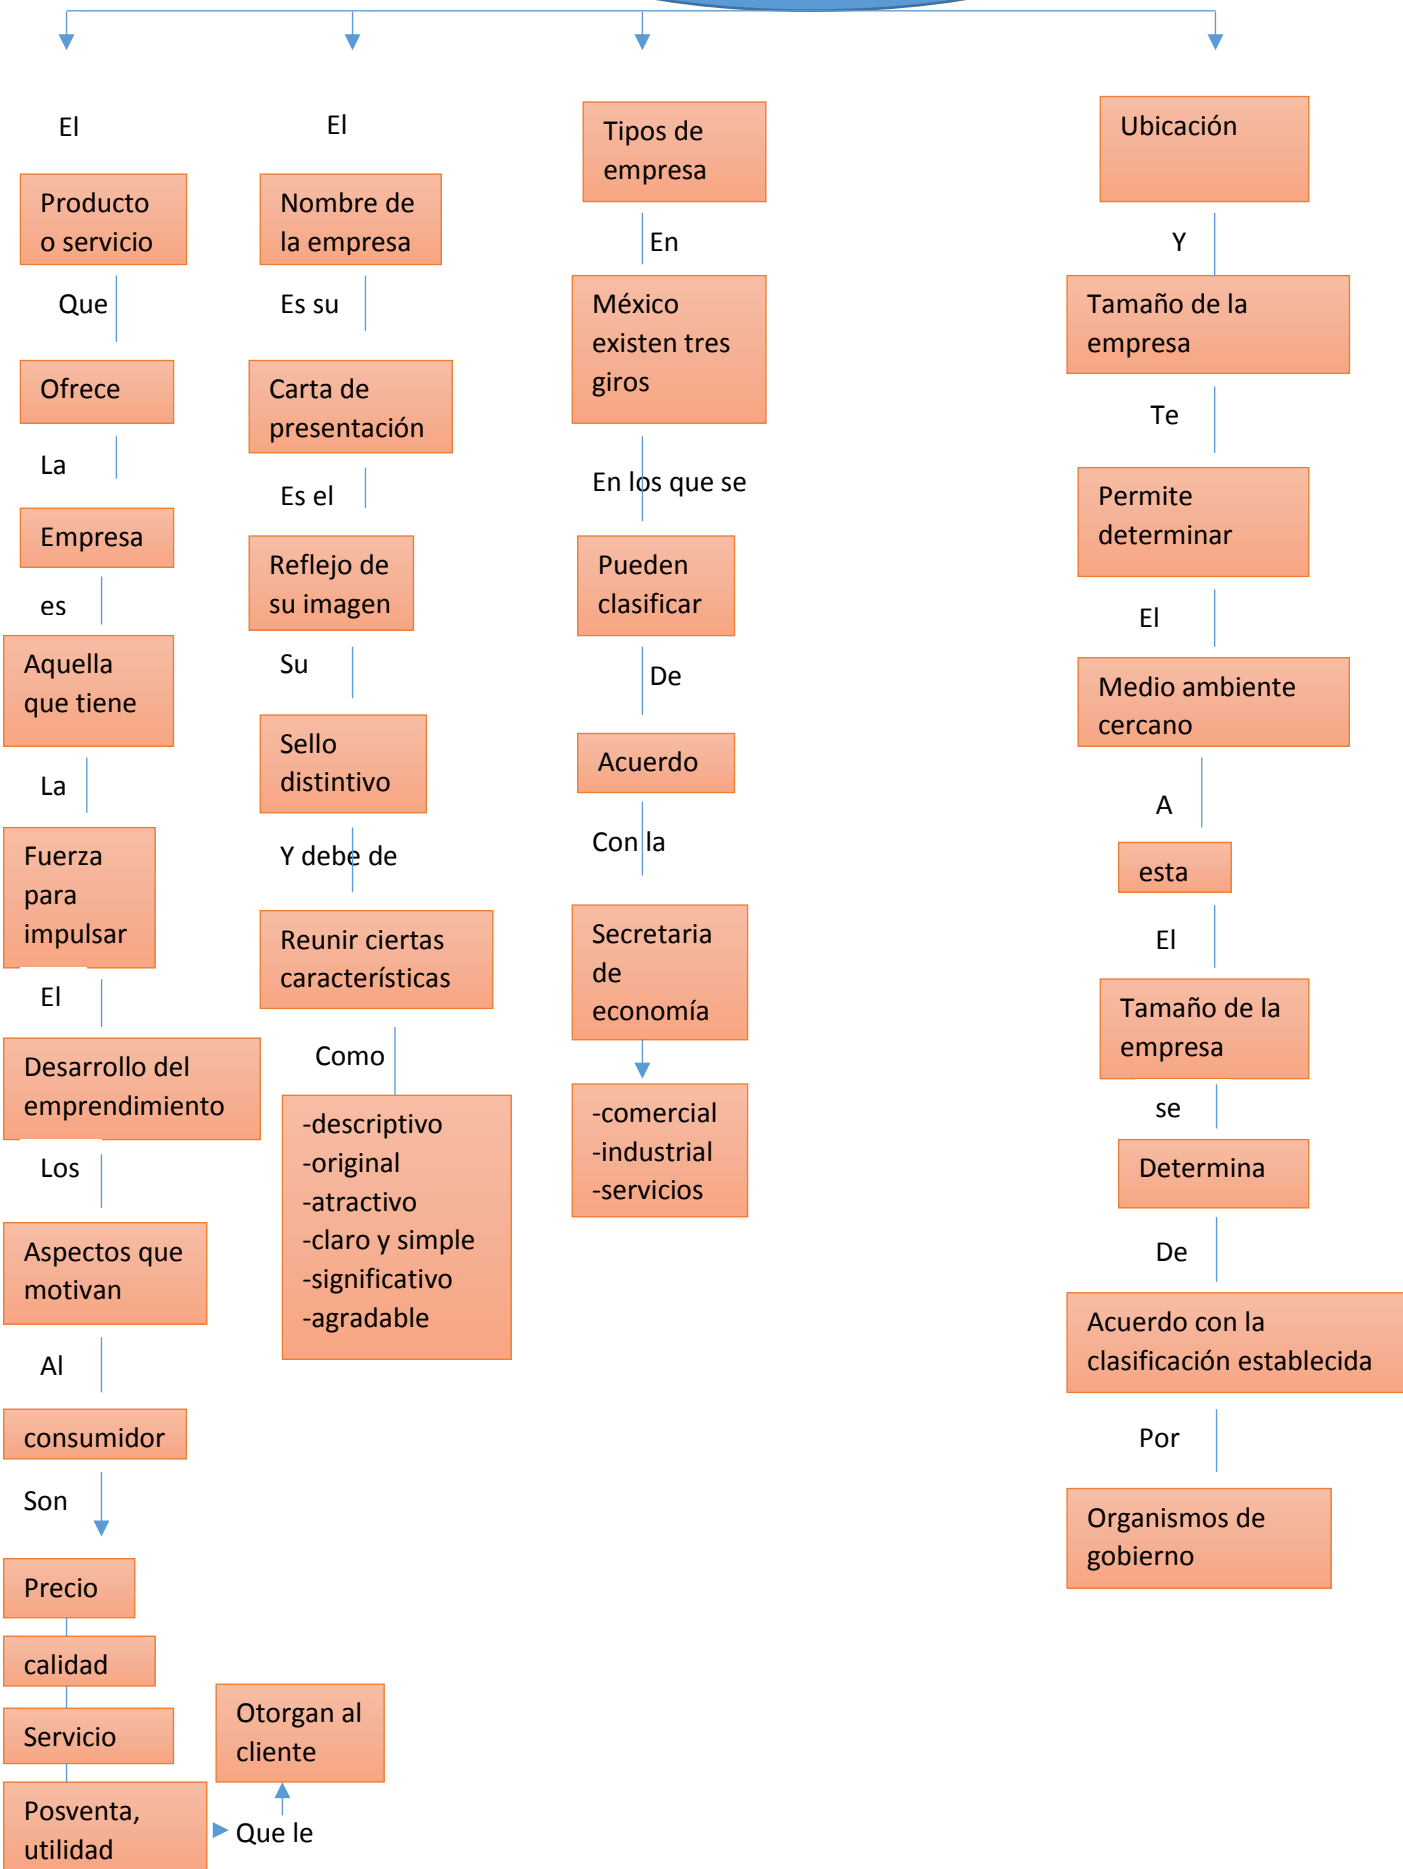 El
Producto
o servicio
Que
Ofrece
La
Empresa
es
Aquella
que tiene
La
Fuerza
para
impulsar
El
Desarrollo del
emprendimiento
Los
Aspectos que
motivan
Al
consumidor
Son
Precio
calidad
Servicio
Posventa,
utilidad
Que le
Otorgan al
cliente
El
Nombre de
la empresa
Es su
Carta de
presentación
Es el
Reflejo de
su imagen
Su
Sello
distintivo
Y debe de
Reunir ciertas
características
Como
-descriptivo
-original
-atractivo
-claro y simple
-significativo
-agradable
Tipos de
empresa
En
México
existen tres
giros
En los que se
Pueden
clasificar
De
Acuerdo
Con la
Secretaria
de
economía
-comercial
-industrial
-servicios
Ubicación
Y
Tamaño de la
empresa
Te
Permite
determinar
El
Medio ambiente
cercano
A
esta
El
Tamaño de la
empresa
se
Determina
De
Acuerdo con la
clasificación establecida
Por
Organismos de
gobierno